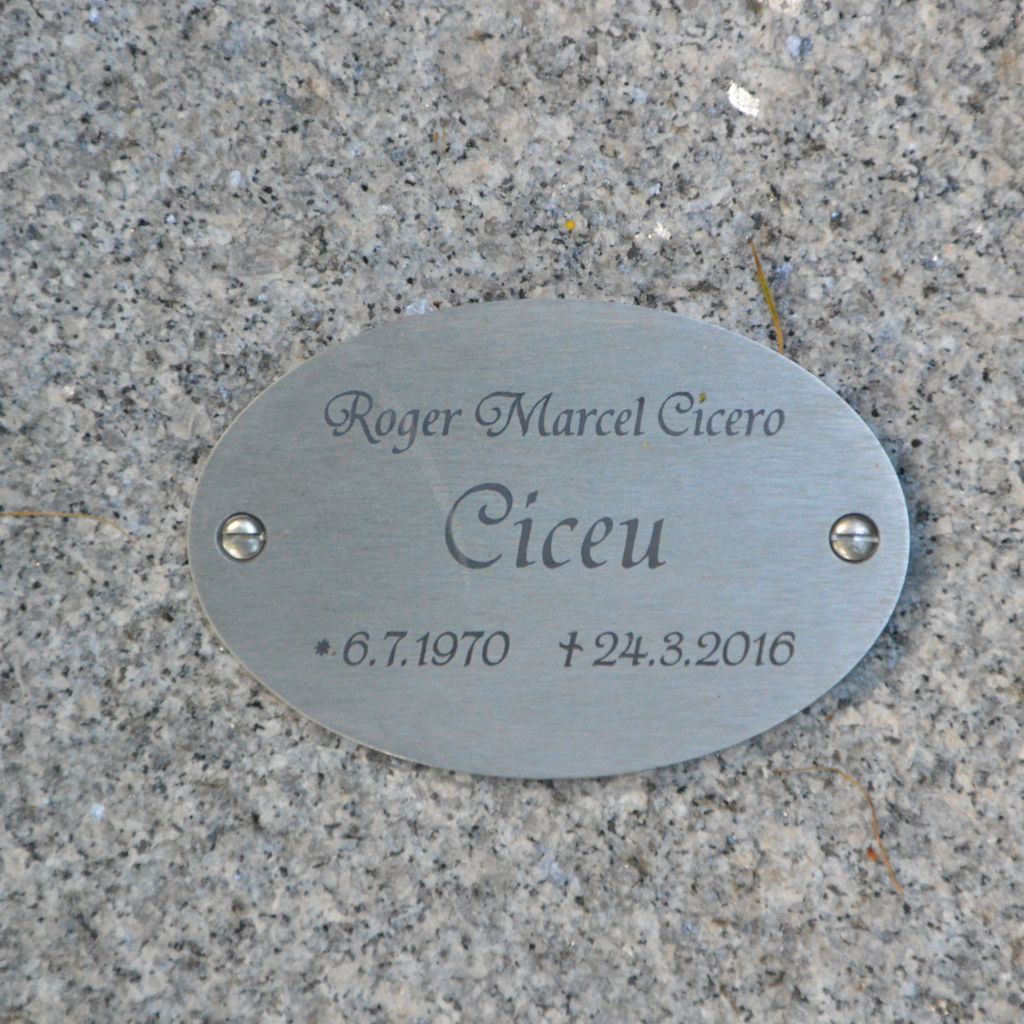 Roger Marcel Cicero
Ciceu
* 6.7.1970 †24.3.2016